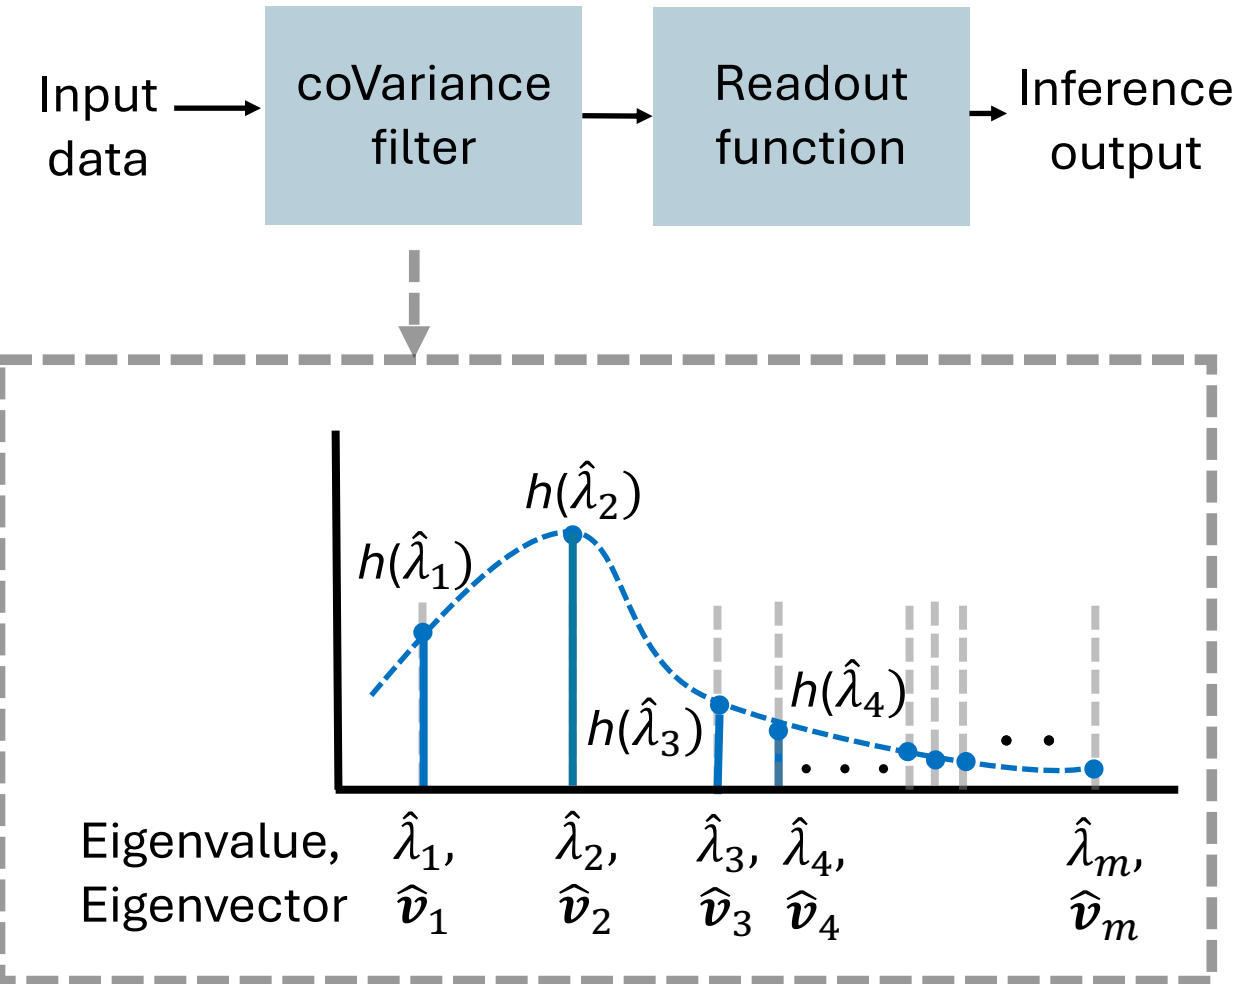 Input
data
coVariance
filter
Readout
function
Inference
output
h(λ̂₁)
h(λ̂₂)
h(λ̂₃)
h(λ̂₄)
. . .
. .
Eigenvalue, λ̂₁, λ̂₂, λ̂₃, λ̂₄, λ̂ₘ,
Eigenvector v̂₁ v̂₂ v̂₃ v̂₄ v̂ₘ